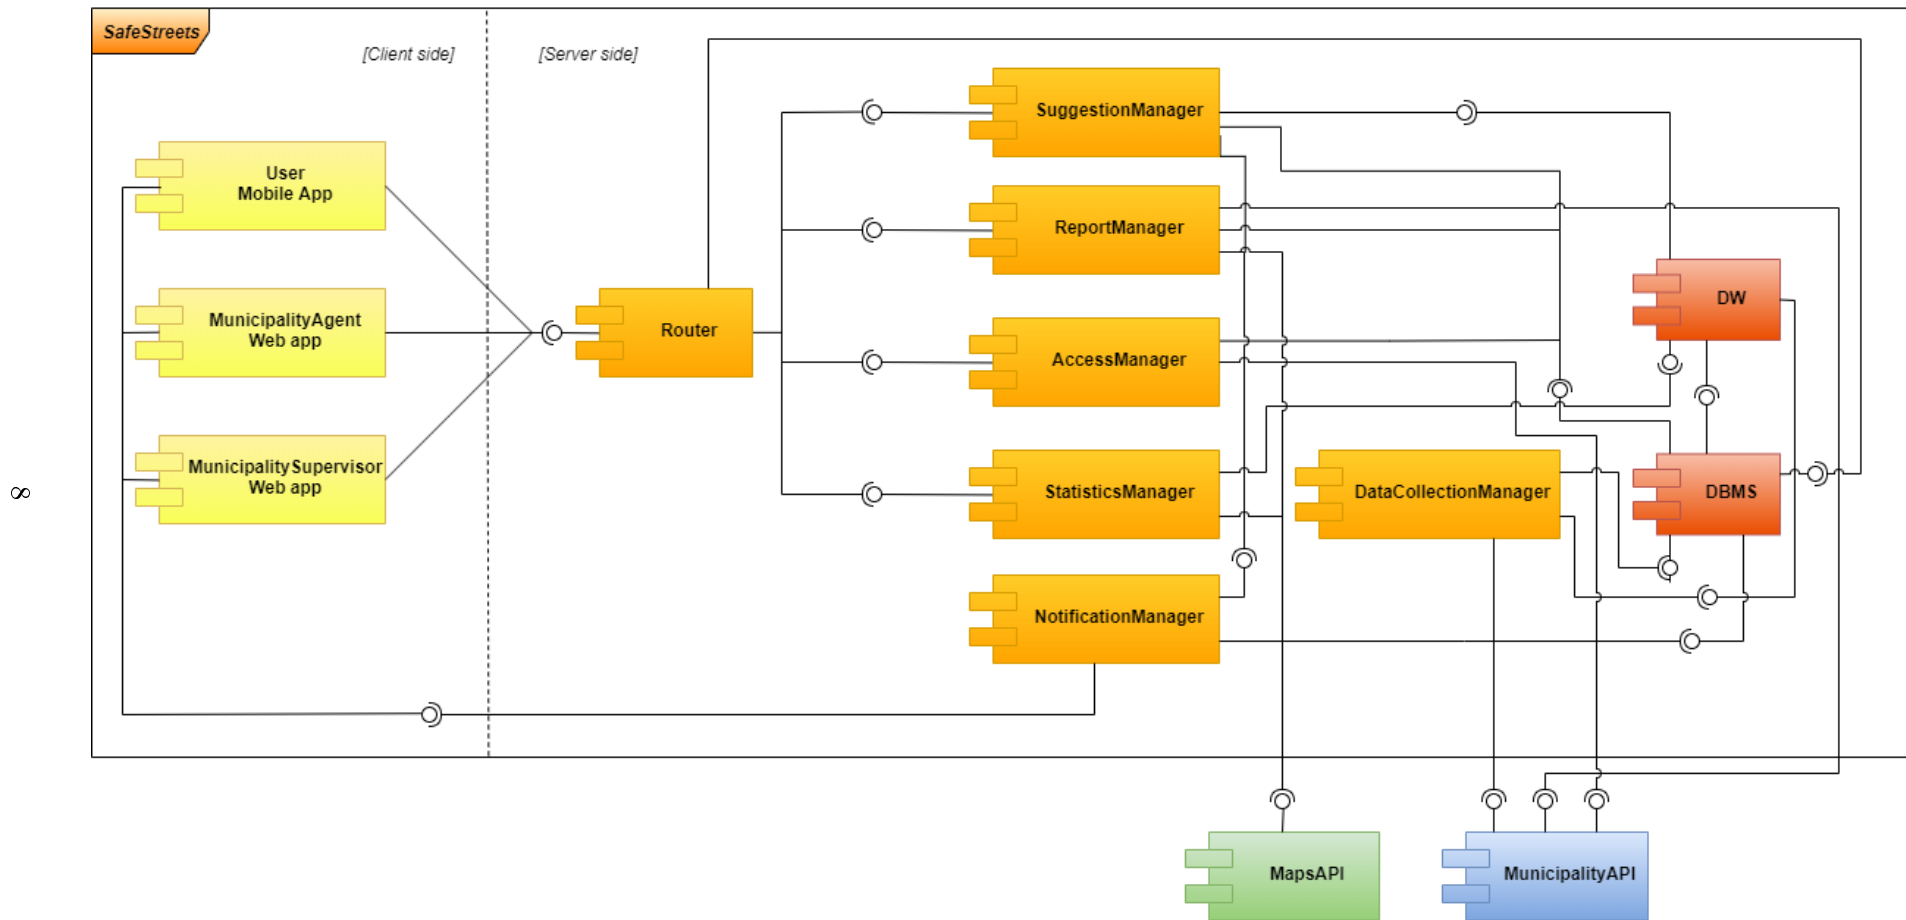 SafeStreets
[Client side]
[Server side]
User
Mobile App
MunicipalityAgent
Web app
MunicipalitySupervisor
Web app
Router
SuggestionManager
ReportManager
AccessManager
StatisticsManager
NotificationManager
DataCollectionManager
DW
DBMS
MapsAPI
MunicipalityAPI
8